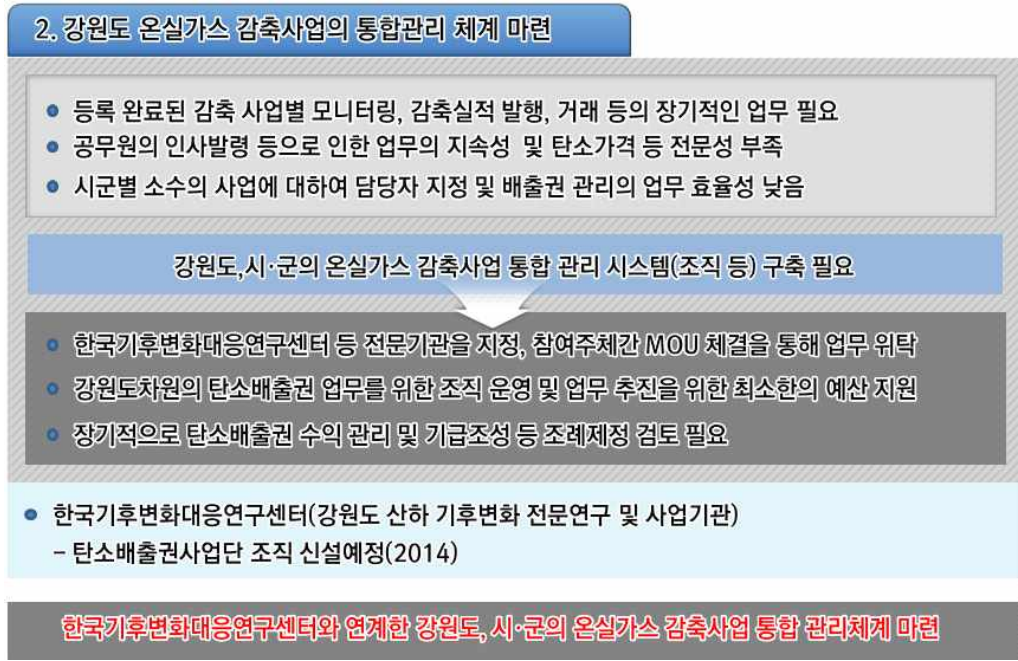 2. 강원도 온실가스 감축사업의 통합관리 체계 마련
• 등록 완료된 감축 사업별 모니터링, 감축실적 발행, 거래 등의 장기적인 업무 필요
• 공무원의 인사발령 등으로 인한 업무의 지속성 및 탄소가격 등 전문성 부족
• 시군별 소수의 사업에 대하여 담당자 지정 및 배출권 관리의 업무 효율성 낮음
강원도,시·군의 온실가스 감축사업 통합 관리 시스템(조직 등) 구축 필요
• 한국기후변화대응연구센터 등 전문기관을 지정, 참여주체간 MOU 체결을 통해 업무 위탁
• 강원도차원의 탄소배출권 업무를 위한 조직 운영 및 업무 추진을 위한 최소한의 예산 지원
• 장기적으로 탄소배출권 수익 관리 및 기급조성 등 조례제정 검토 필요
• 한국기후변화대응연구센터(강원도 산하 기후변화 전문연구 및 사업기관)
– 탄소배출권사업단 조직 신설예정(2014)
한국기후변화대응연구센터와 연계한 강원도, 시·군의 온실가스 감축사업 통합 관리체계 마련